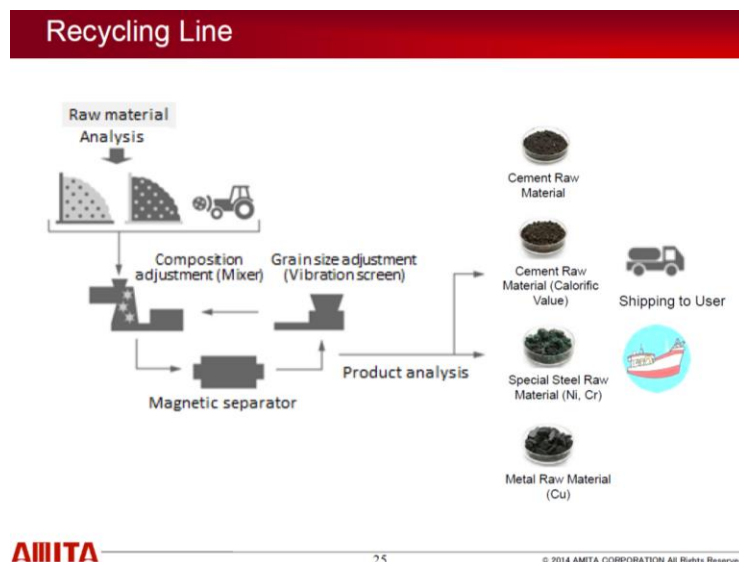 Recycling Line
Raw material
Analysis
Composition
adjustment (Mixer)
Grain size adjustment
(Vibration screen)
Magnetic separator
Product analysis
Cement Raw
Material
Cement Raw
Material (Calorific
Value)
Special Steel Raw
Material (Ni, Cr)
Metal Raw Material
(Cu)
Shipping to User
AMITA
25
© 2014 AMITA CORPORATION All Rights